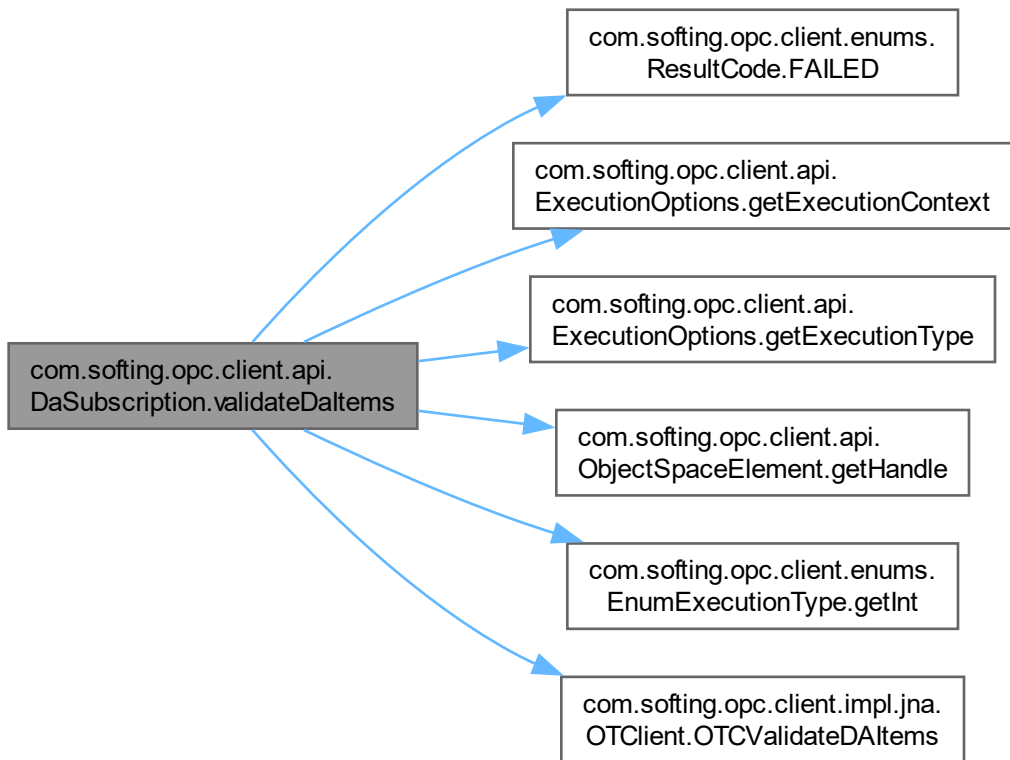 com.softing.opc.client.enums.
ResultCode.FAILED
com.softing.opc.client.api.
ExecutionOptions.getExecutionContext
com.softing.opc.client.api.
ExecutionOptions.getExecutionType
com.softing.opc.client.api.
DaSubscription.validateDaItems
com.softing.opc.client.api.
ObjectSpaceElement.getHandle
com.softing.opc.client.enums.
EnumExecutionType.getInt
com.softing.opc.client.impl.jna.
OTClient.OTCValidateDAItems